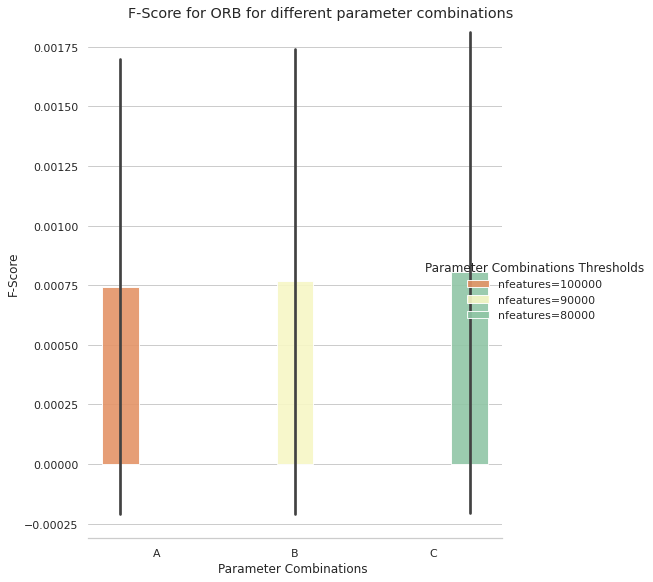 F-Score for ORB for different parameter combinations
0.00175
0.00150
0.00125
0.00100
0.00075
0.00050
0.00025
0.00000
−0.00025
F-Score
A B C
Parameter Combinations
Parameter Combinations Thresholds
nfeatures=100000
nfeatures=90000
nfeatures=80000